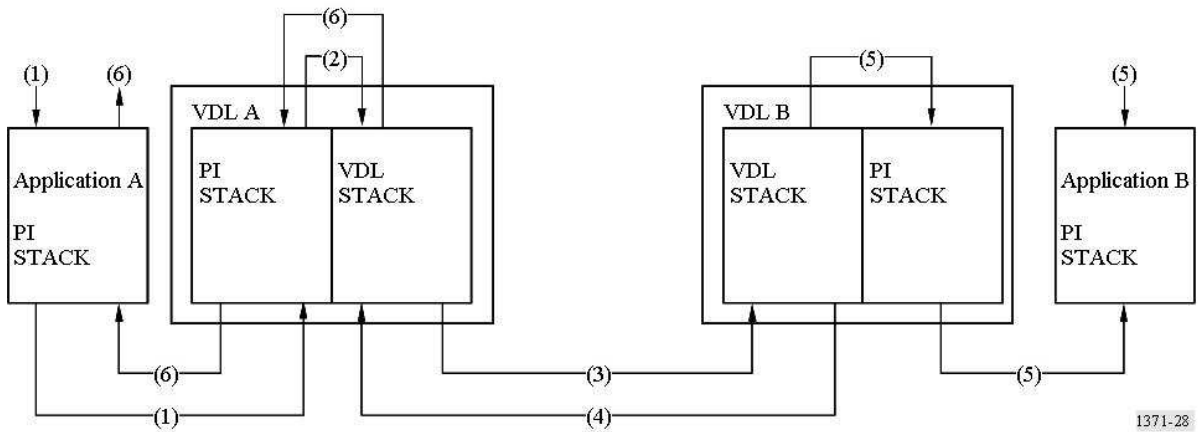 (6)
(1)
(6)
(2)
(5)
(5)
VDL A
VDL B
Application A
PI
STACK
PI
STACK
VDL
STACK
VDL
STACK
PI
STACK
Application B
PI
STACK
(6)
(3)
(5)
(1)
(4)
1371-28